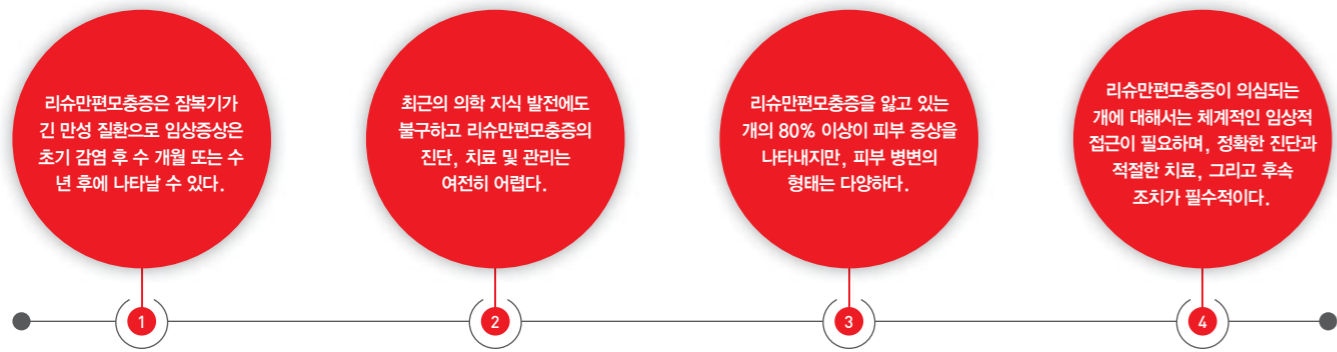 리슈만편모충증은 잠복기가
긴 만성 질환으로 임상증상은
초기 감염 후 수 개월 또는 수
년 후에 나타날 수 있다.
1
최근의 의학 지식 발전에도
불구하고 리슈만편모충증의
진단, 치료 및 관리는
여전히 어렵다.
2
리슈만편모충증을 앓고 있는
개의 80% 이상이 피부 증상을
나타내지만, 피부 병변의
형태는 다양하다.
3
리슈만편모충증이 의심되는
개에 대해서는 체계적인 임상적
접근이 필요하며, 정확한 진단과
적절한 치료, 그리고 후속
조치가 필수적이다.
4